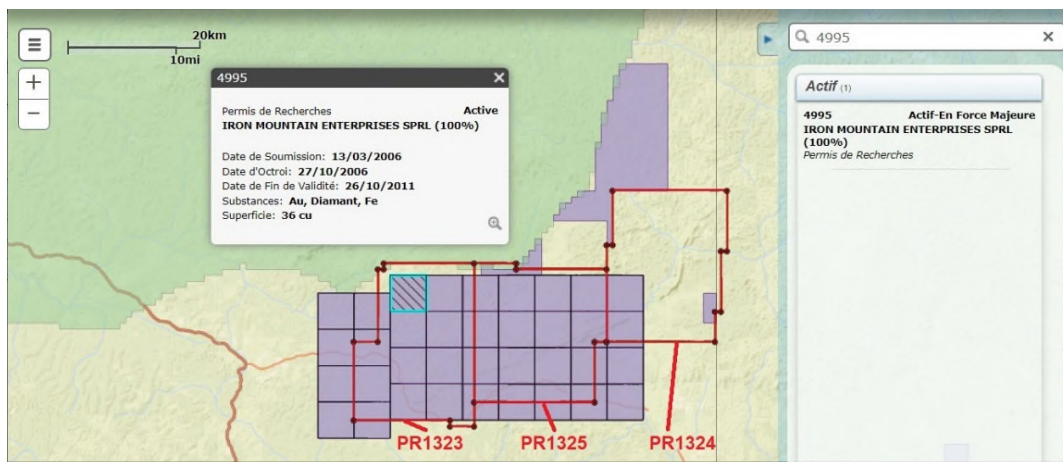 20km
10mi
4995
Permis de Recherches Active
IRON MOUNTAIN ENTERPRISES SPRL (100%)
Date de Soumission: 13/03/2006
Date d'Octroi: 27/10/2006
Date de Fin de Validité: 26/10/2011
Substances: Au, Diamant, Fe
Superficie: 36 cu
4995
Actif (1)
4995 Actif-En Force Majeure
IRON MOUNTAIN ENTERPRISES SPRL
(100%)
Permis de Recherches
PR1323 PR1325 PR1324